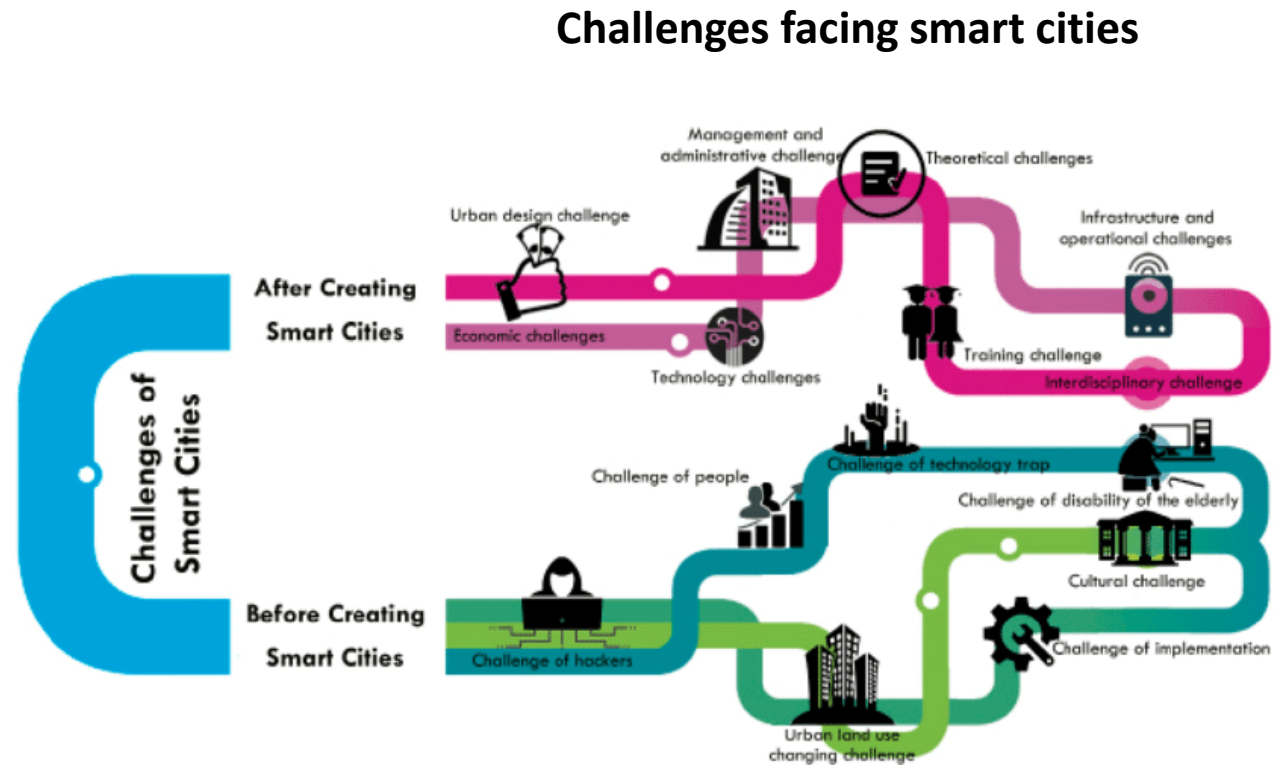 Challenges facing smart cities
Management and
administrative challenge
Theoretical challenges
Urban design challenge
Infrastructure and
operational challenges
After Creating
Smart Cities
Economic challenges
Technology challenges
Training challenge
Interdisciplinary challenge
Challenges of
Smart Cities
Challenge of technology trap
Challenge of people
Challenge of disability of the elderly
Cultural challenge
Before Creating
Smart Cities
Challenge of hackers
Challenge of implementation
Urban land use
changing challenge